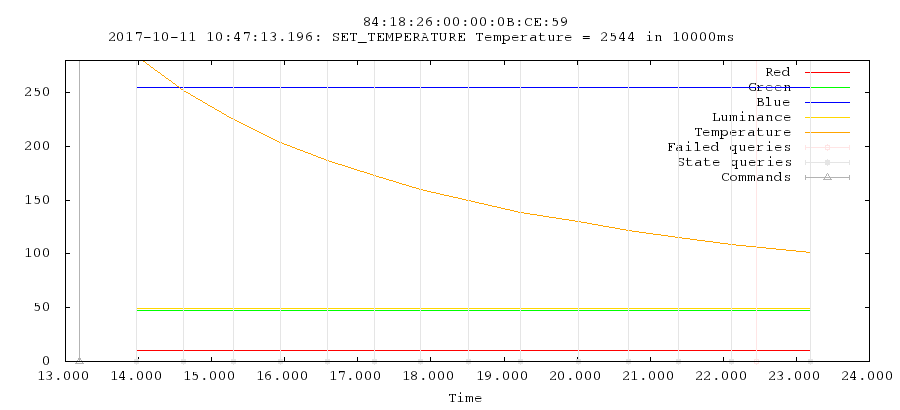 84:18:26:00:00:0B:CE:59
2017-10-11 10:47:13.196: SET_TEMPERATURE Temperature = 2544 in 10000ms
Red
Green
Blue
Luminance
Temperature
Failed queries
State queries
Commands
250
200
150
100
50
0
13.000 14.000 15.000 16.000 17.000 18.000 19.000 20.000 21.000 22.000 23.000 24.000
Time